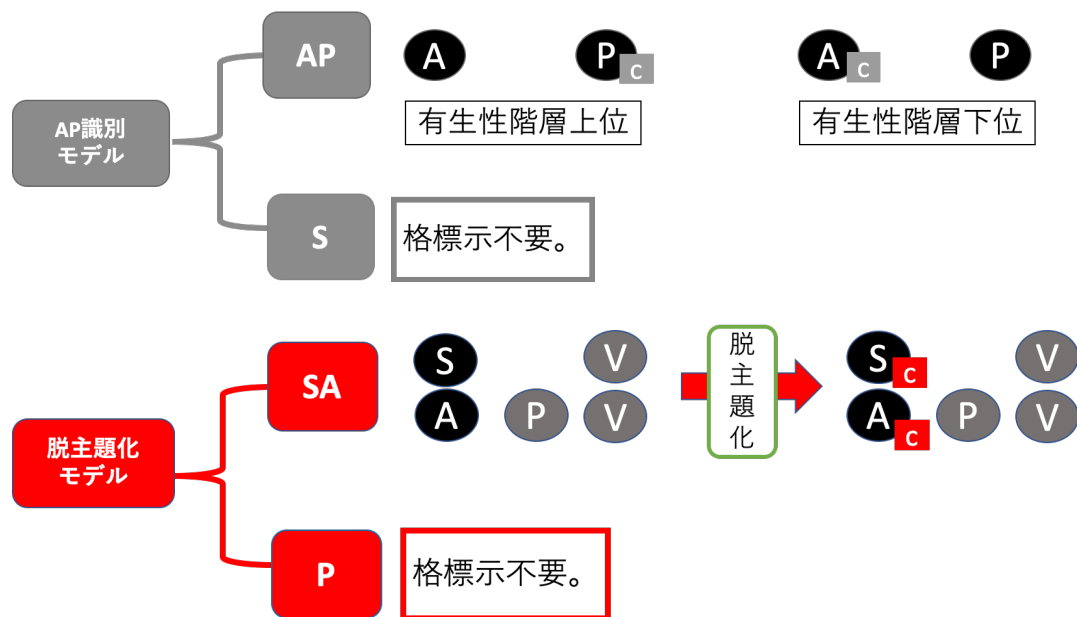 AP識別
モデル
AP
A P C A C P
有生性階層上位 有生性階層下位
S
格標示不要。
脱主題化
モデル
SA
S V
A P V
脱主題化
S C V
A C P V
P
格標示不要。